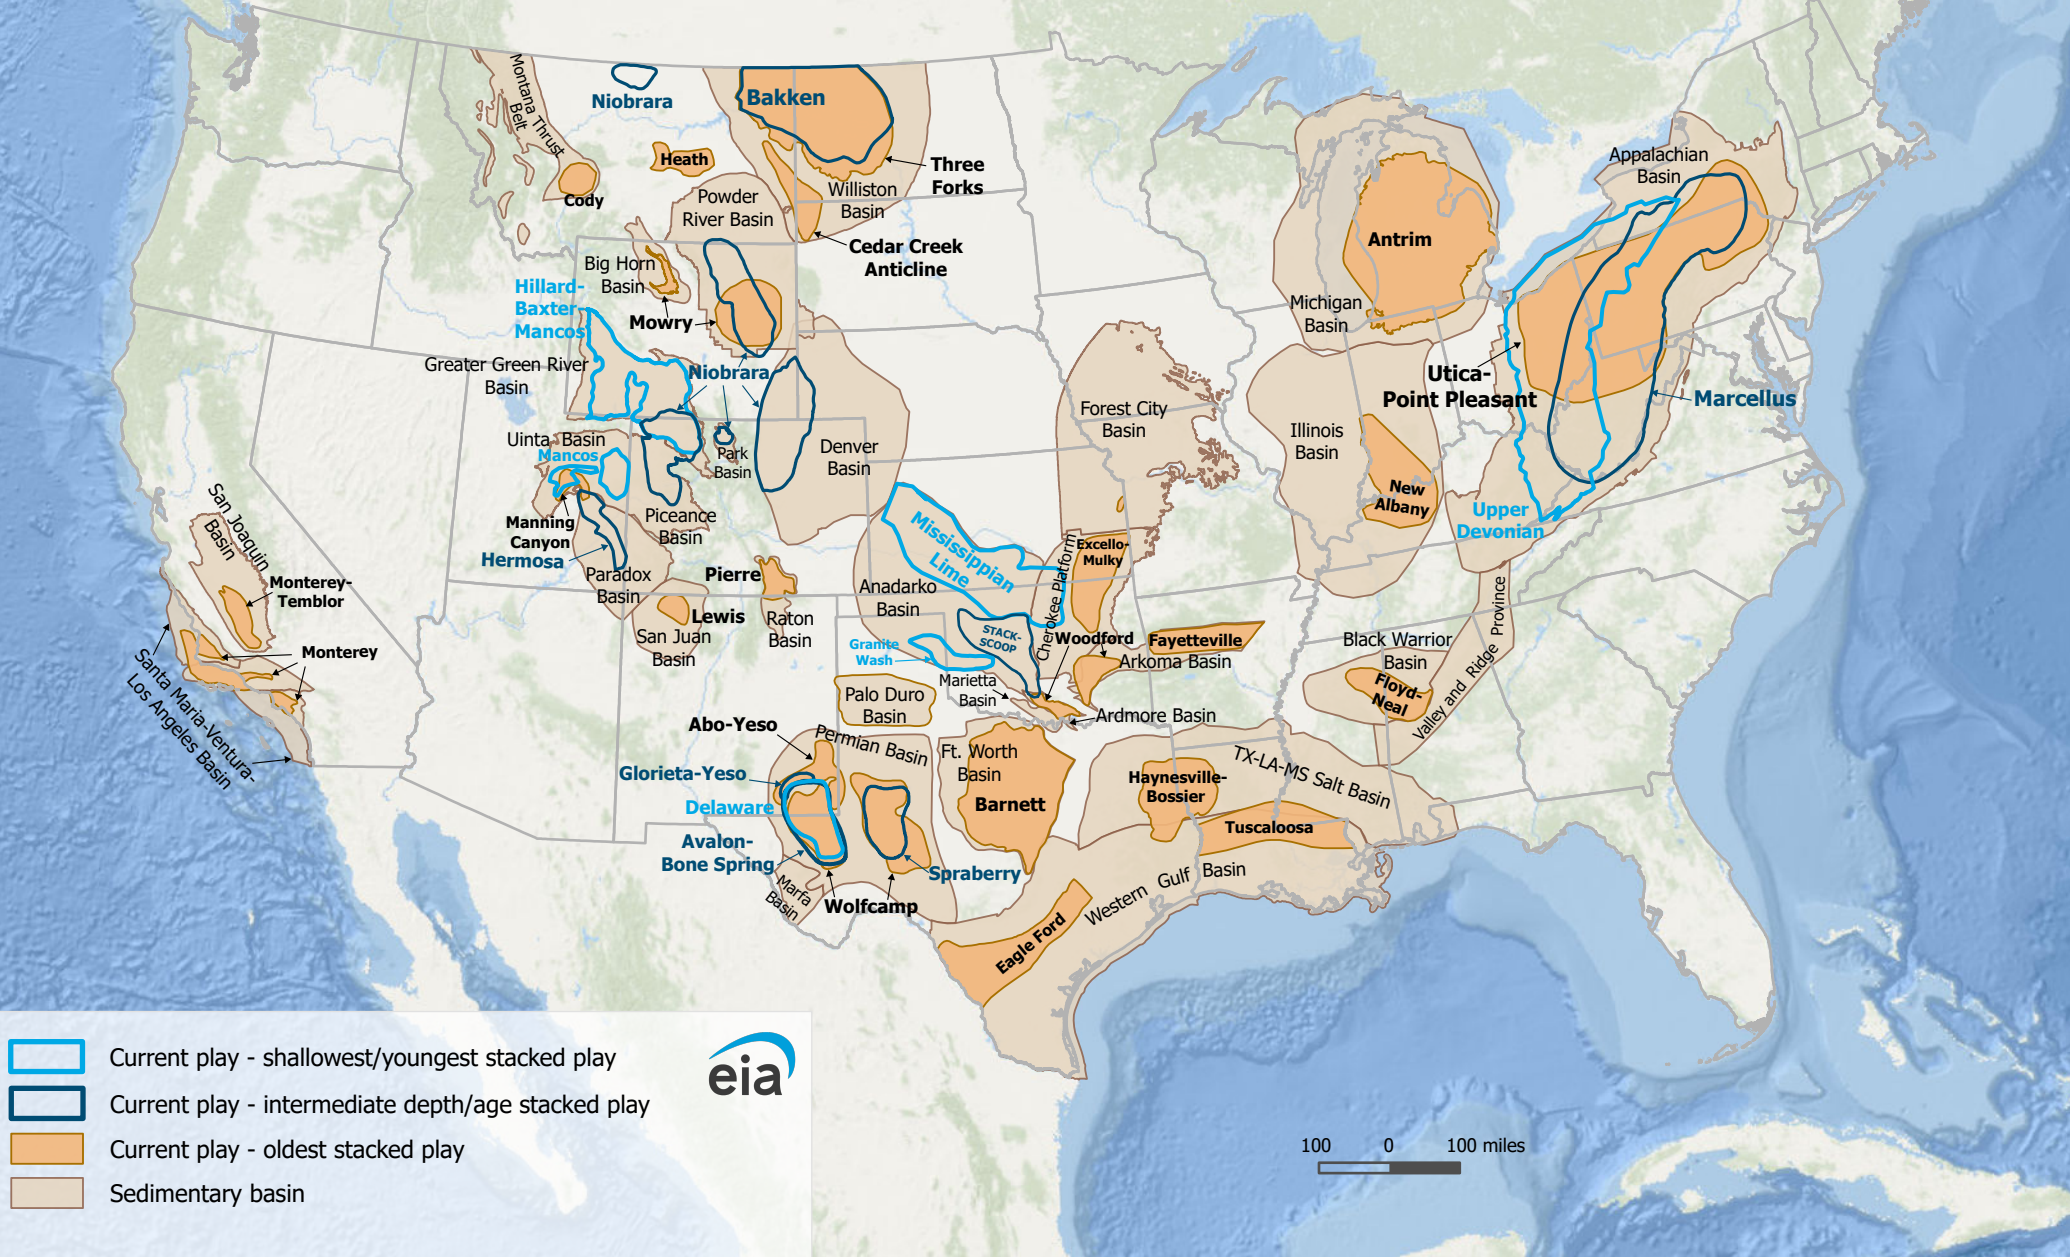 Montana Thrust
Belt
Niobrara
Bakken
Heath
Cody
Three
Forks
Williston
Basin
Powder
River Basin
Cedar Creek
Anticline
Big Horn
Basin
Hillard-
Baxter-
Mancos
Mowry
Greater Green River
Basin
Niobrara
Uinta Basin
Mancos
Park
Basin
Denver
Basin
Manning
Canyon
Hermosa
Piceance
Basin
Paradox
Basin
Pierre
Lewis
San Juan
Basin
Raton
Basin
San Joaquin
Basin
Monterey-
Temblor
Monterey
Santa Maria-Ventura-
Los Angeles Basin
Forest City
Basin
Mississippian
Lime
Anadarko
Basin
Cherokee Platform
Excello-
Mulky
STACK-
SCOOP
Granite
Wash
Woodford
Fayetteville
Arkoma Basin
Marietta
Basin
Ardmore Basin
Palo Duro
Basin
Abo-Yeso
Permian Basin
Glorieta-Yeso
Delaware
Avalon-
Bone Spring
Marfa
Basin
Wolfcamp
Spraberry
Ft. Worth
Basin
Barnett
Haynesville-
Bossier
TX-LA-MS Salt Basin
Tuscaloosa
Western Gulf Basin
Eagle Ford
Black Warrior
Basin
Floyd-
Neal
Valley and Ridge Province
Michigan
Basin
Antrim
Illinois
Basin
New
Albany
Appalachian
Basin
Utica-
Point Pleasant
Marcellus
Upper
Devonian
Current play - shallowest/youngest stacked play
Current play - intermediate depth/age stacked play
Current play - oldest stacked play
Sedimentary basin
eia
100 0 100 miles